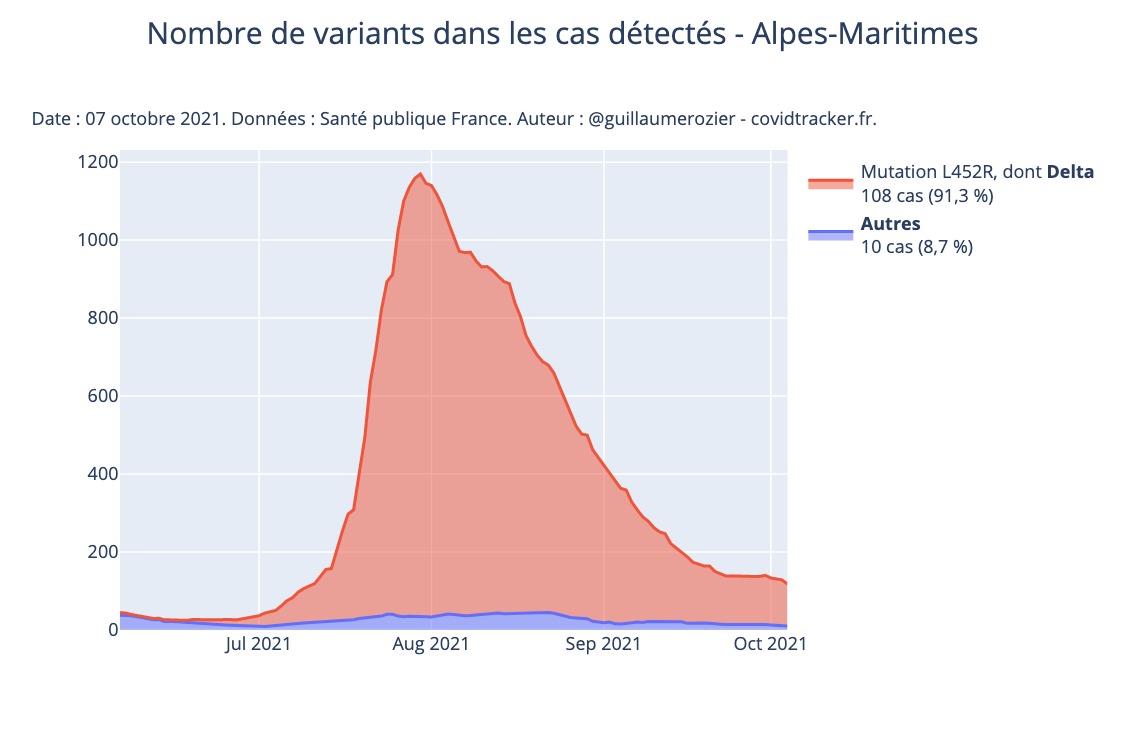 Nombre de variants dans les cas détectés - Alpes-Maritimes
Date : 07 octobre 2021. Données : Santé publique France. Auteur : @guillaumerozier - covidtracker.fr.
1200
1000
800
600
400
200
0
Jul 2021
Aug 2021
Sep 2021
Oct 2021
Mutation L452R, dont Delta
108 cas (91,3 %)
Autres
10 cas (8,7 %)